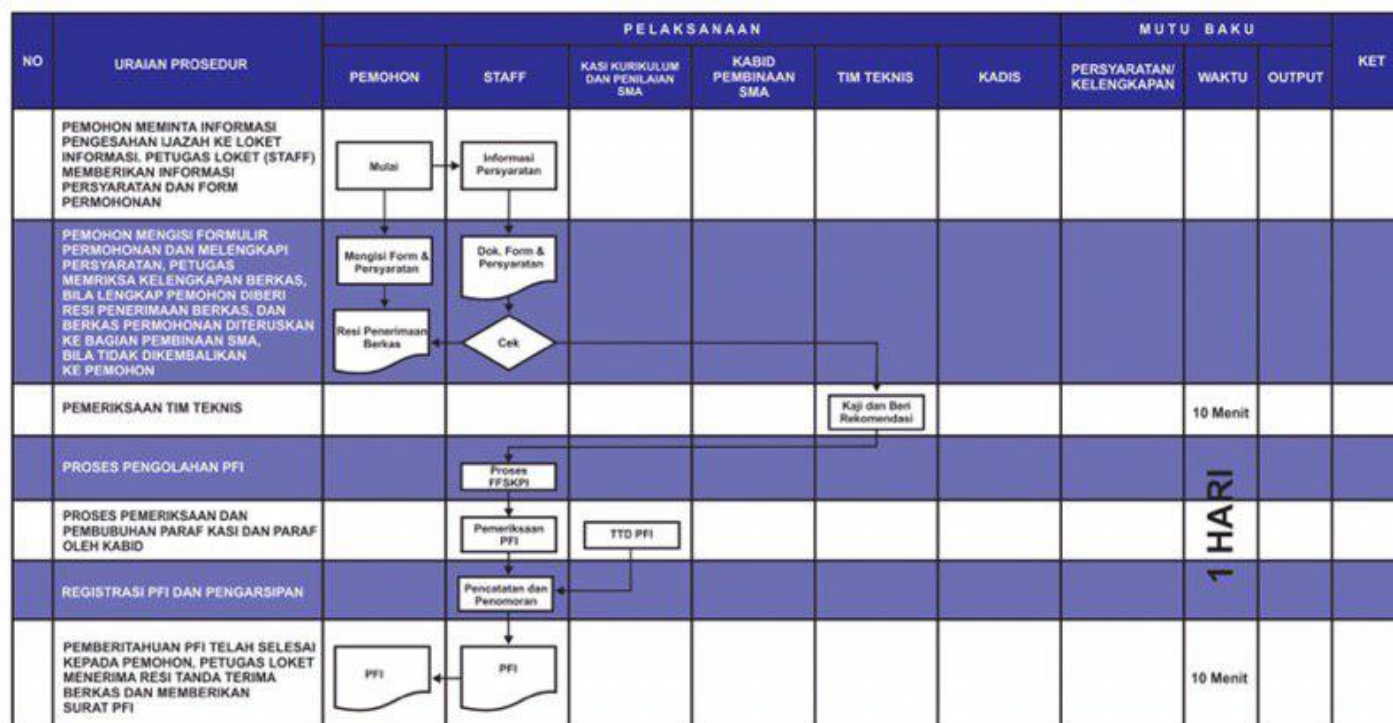 PELAKSANAAN
MUTU BAKU
NO
URAIAN PROSEDUR
PEMOHON
STAFF
KASI KURIKULUM
DAN PENILAIAN
SMA
KABID
PEMBINAAN
SMA
TIM TEKNIS
KADIS
PERSYARATAN/
KELENGKAPAN
WAKTU
OUTPUT
KET
PEMOHON MEMINTA INFORMASI
PENGESAHAN IJAZAH KE LOKET
INFORMASI. PETUGAS LOKET (STAFF)
MEMBERIKAN INFORMASI
PERSYARATAN DAN FORM
PERMOHONAN
Mulai
Informasi
Persyaratan
PEMOHON MENGISI FORMULIR
PERMOHONAN DAN MELENGKAPI
PERSYARATAN, PETUGAS
MEMRIKSA KELENGKAPAN BERKAS,
BILA LENGKAP PEMOHON DIBERI
RESI PENERIMAAN BERKAS, DAN
BERKAS PERMOHONAN DITERUSKAN
KE BAGIAN PEMBINAAN SMA,
BILA TIDAK DIKEMBALIKAN
KE PEMOHON
Mengisi Form &
Persyaratan
Dok. Form &
Persyaratan
Resi Penerimaan
Berkas
Cek
PEMERIKSAAN TIM TEKNIS
Kaji dan Beri
Rekomendasi
10 Menit
PROSES PENGOLAHAN PFI
Proses
FFSKPI
1 HARI
PROSES PEMERIKSAAN DAN
PEMBUBUHAN PARAF KASI DAN PARAF
OLEH KABID
Pemeriksaan
PFI
TTD PFI
REGISTRASI PFI DAN PENGARSIPAN
Pencatatan dan
Penomoran
PEMBERITAHUAN PFI TELAH SELESAI
KEPADA PEMOHON, PETUGAS LOKET
MENERIMA RESI TANDA TERIMA
BERKAS DAN MEMBERIKAN
SURAT PFI
PFI
PFI
10 Menit